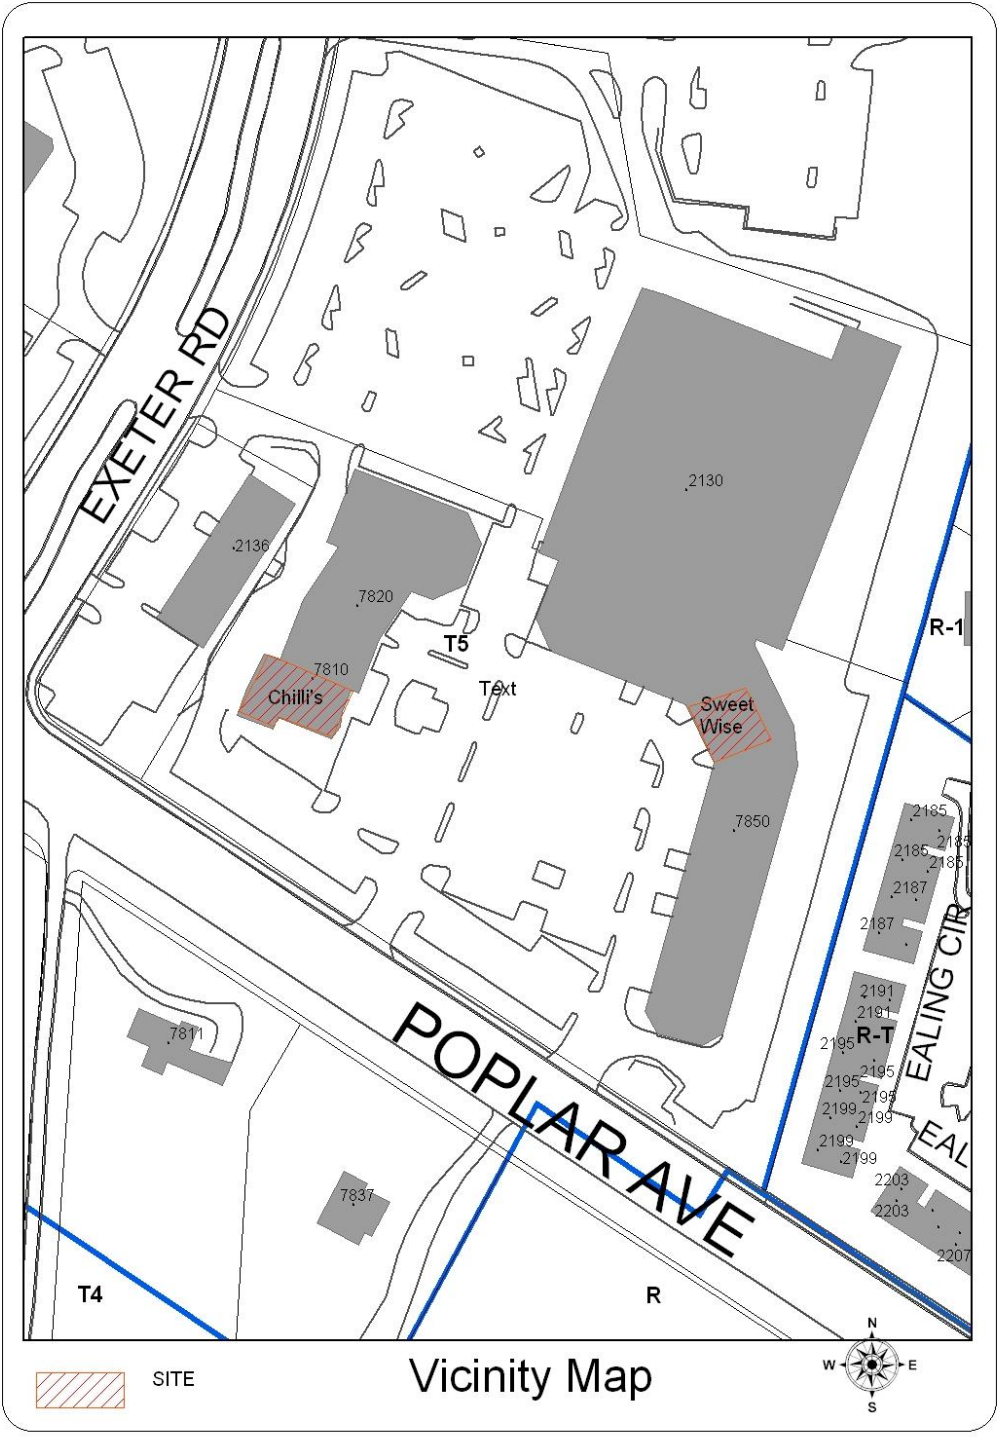 EXETER RD
2130
2136
7820
T5
R-1
7810
Text
Chilli's
Sweet
Wise
7850
2185
2185
2185
2185
2187
2187
EALING CIR
2191
2191
R-T
2195
2195
2195
2195
2199
2199
2199
2199
EAL
2203
2203
2207
7811
POPLAR AVE
7837
T4
R
N
W
E
S
SITE
Vicinity Map